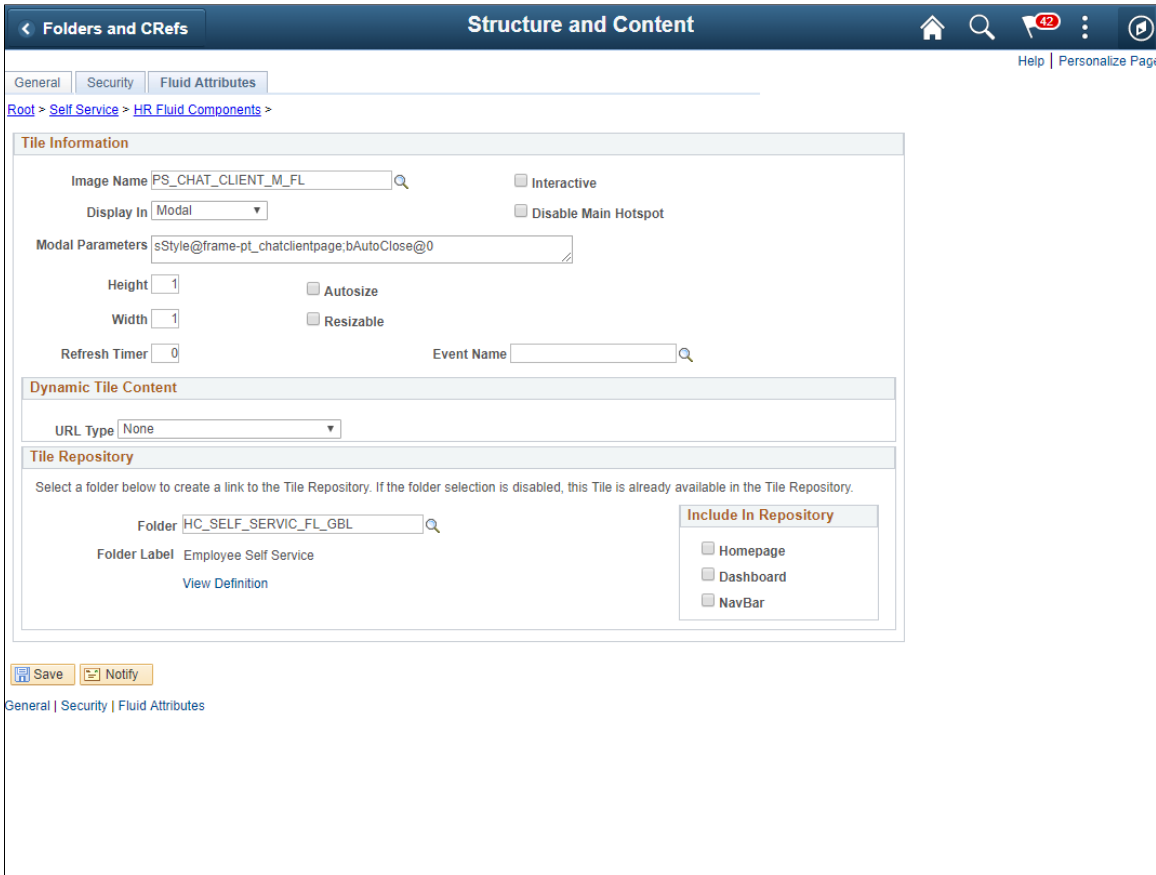 Folders and CRefs Structure and Content 42
Help | Personalize Page
General Security Fluid Attributes
Root > Self Service > HR Fluid Components >
Tile Information
Image Name PS_CHAT_CLIENT_M_FL Interactive
Display In Modal Disable Main Hotspot
Modal Parameters sStyle@frame-pt_chatclientpage;bAutoClose@0
Height 1 Autosize
Width 1 Resizable
Refresh Timer 0 Event Name
Dynamic Tile Content
URL Type None
Tile Repository
Select a folder below to create a link to the Tile Repository. If the folder selection is disabled, this Tile is already available in the Tile Repository.
Include In Repository
Folder HC_SELF_SERVIC_FL_GBL
Homepage
Folder Label Employee Self Service
Dashboard
View Definition
NavBar
Save Notify
General | Security | Fluid Attributes